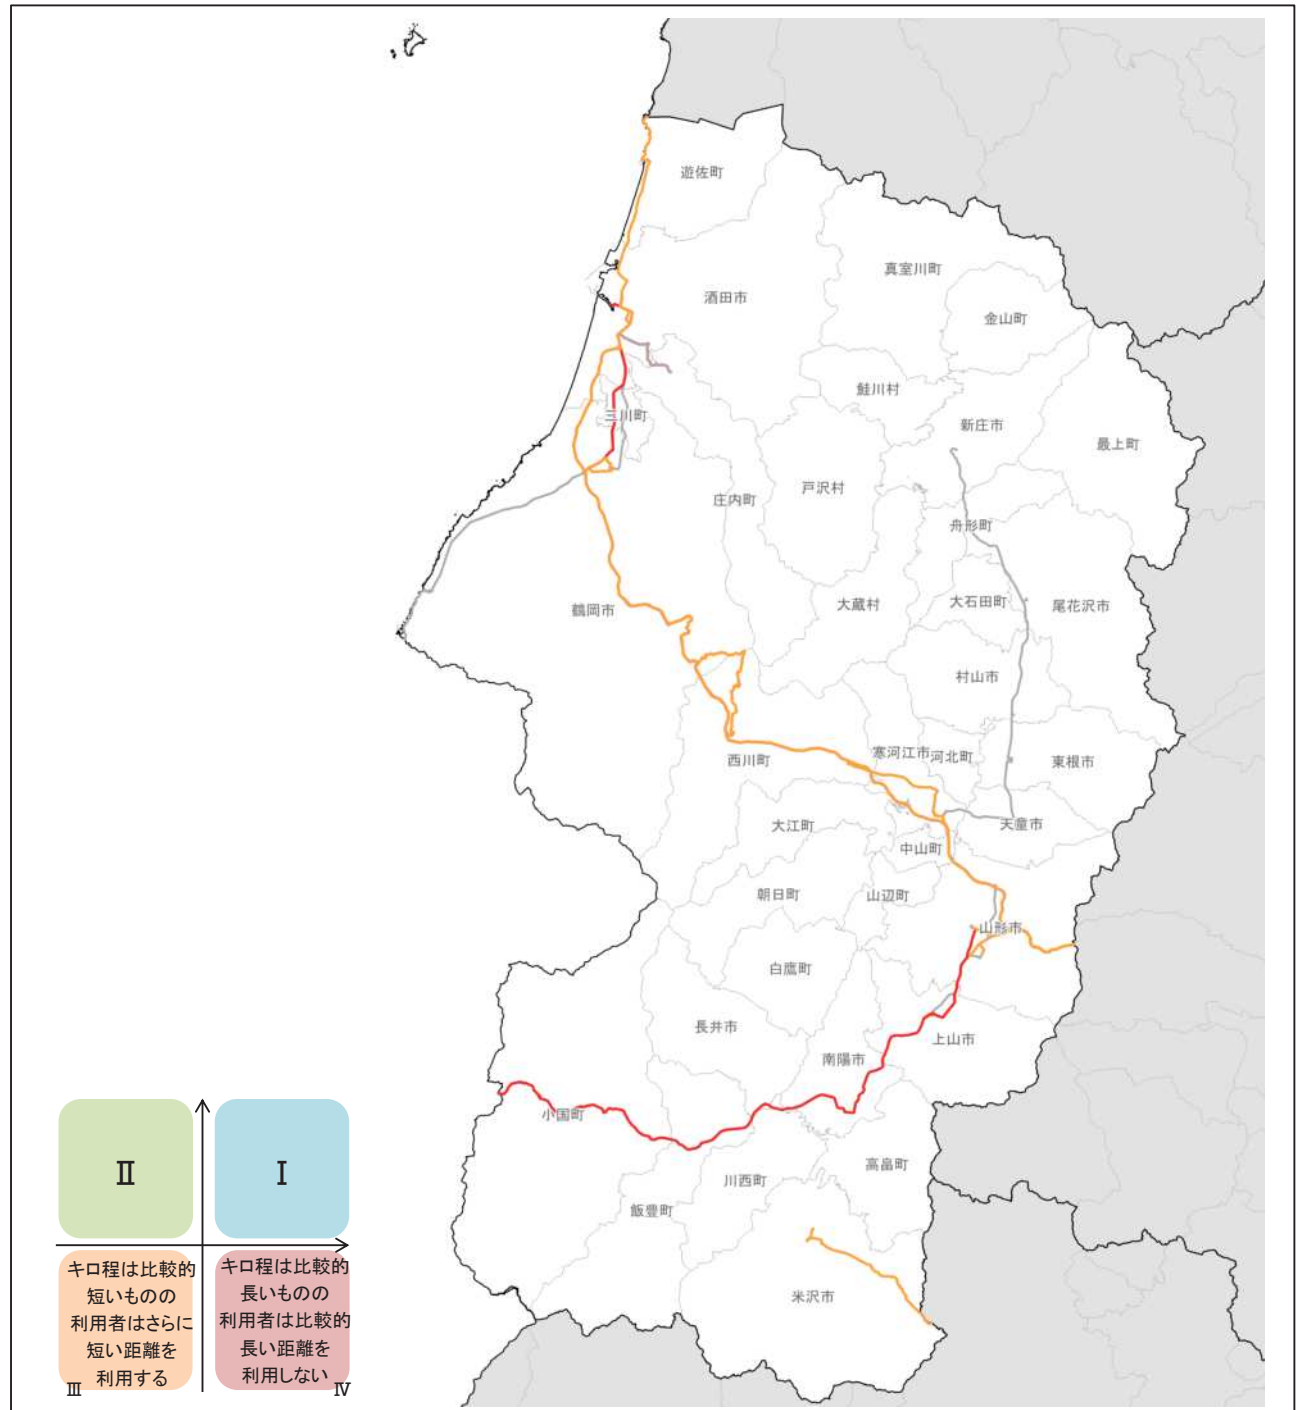 遊佐町
真室川町
酒田市
金山町
鮭川村
三川町
新庄市
最上町
戸沢村
庄内町
舟形町
大蔵村
大石田町
尾花沢市
鶴岡市
村山市
寒河江市
河北町
西川町
東根市
大江町
天童市
中山町
朝日町
山辺町
山形市
白鷹町
長井市
上山市
南陽市
小国町
高畠町
川西町
飯豊町
米沢市
Ⅱ
Ⅰ
キロ程は比較的
短いものの
利用者はさらに
短い距離を
利用する
Ⅲ
キロ程は比較的
長いものの
利用者は比較的
長い距離を
利用しない
Ⅳ